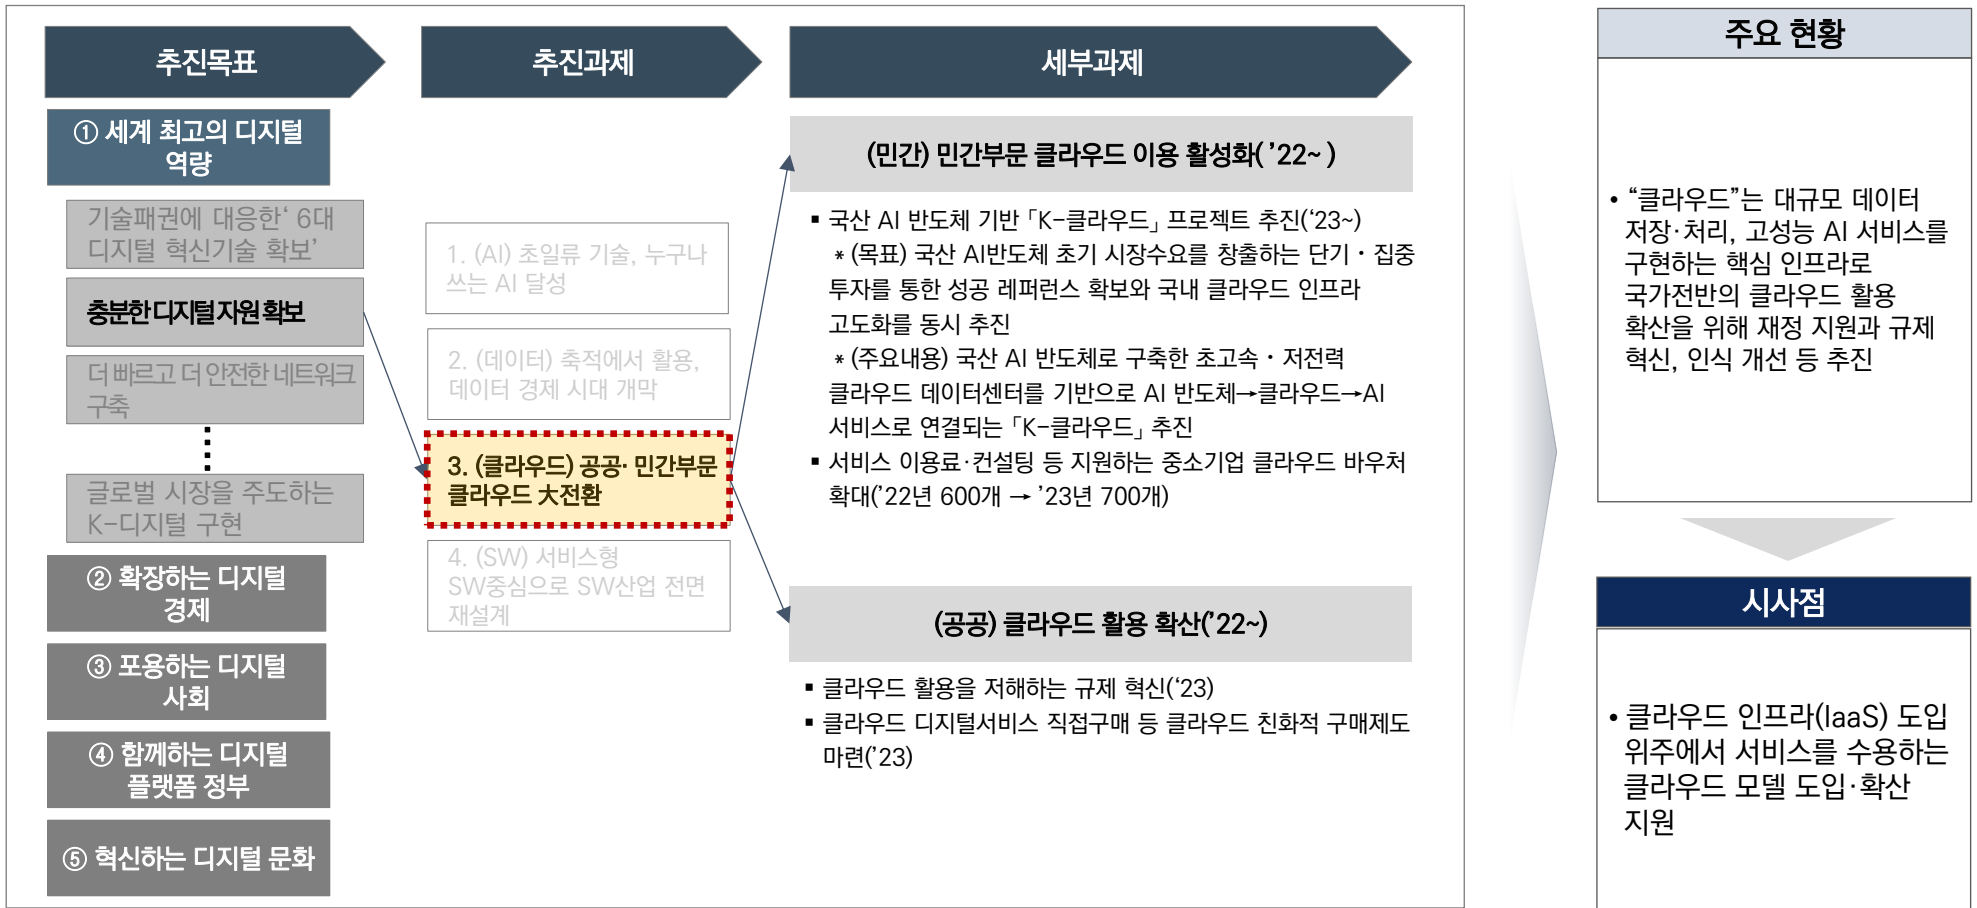 추진목표
① 세계 최고의 디지털
역량
기술패권에 대응한‘ 6대
디지털 혁신기술 확보’
충분한 디지털 자원 확보
더 빠르고 더 안전한 네트워크
구축
글로벌 시장을 주도하는
K-디지털 구현
② 확장하는 디지털
경제
③ 포용하는 디지털
사회
④ 함께하는 디지털
플랫폼 정부
⑤ 혁신하는 디지털 문화
추진과제
1. (AI) 초일류 기술, 누구나
쓰는 AI 달성
2. (데이터) 축적에서 활용,
데이터 경제 시대 개막
3. (클라우드) 공공· 민간부문
클라우드 大전환
4. (SW) 서비스형
SW중심으로 SW산업 전면
재설계
세부과제
(민간) 민간부문 클라우드 이용 활성화( ’22~ )
▪ 국산 AI 반도체 기반 「K-클라우드」 프로젝트 추진(‘23~)
* (목표) 국산 AI반도체 초기 시장수요를 창출하는 단기 · 집중
투자를 통한 성공 레퍼런스 확보와 국내 클라우드 인프라
고도화를 동시 추진
* (주요내용) 국산 AI 반도체로 구축한 초고속 · 저전력
클라우드 데이터센터를 기반으로 AI 반도체→클라우드→AI
서비스로 연결되는 「K-클라우드」 추진
▪ 서비스 이용료·컨설팅 등 지원하는 중소기업 클라우드 바우처
확대(’22년 600개 → ’23년 700개)
(공공) 클라우드 활용 확산(’22~)
▪ 클라우드 활용을 저해하는 규제 혁신(‘23)
▪ 클라우드 디지털서비스 직접구매 등 클라우드 친화적 구매제도
마련(’23)
주요 현황
• “클라우드”는 대규모 데이터
저장·처리, 고성능 AI 서비스를
구현하는 핵심 인프라로
국가전반의 클라우드 활용
확산을 위해 재정 지원과 규제
혁신, 인식 개선 등 추진
시사점
• 클라우드 인프라(IaaS) 도입
위주에서 서비스를 수용하는
클라우드 모델 도입·확산
지원